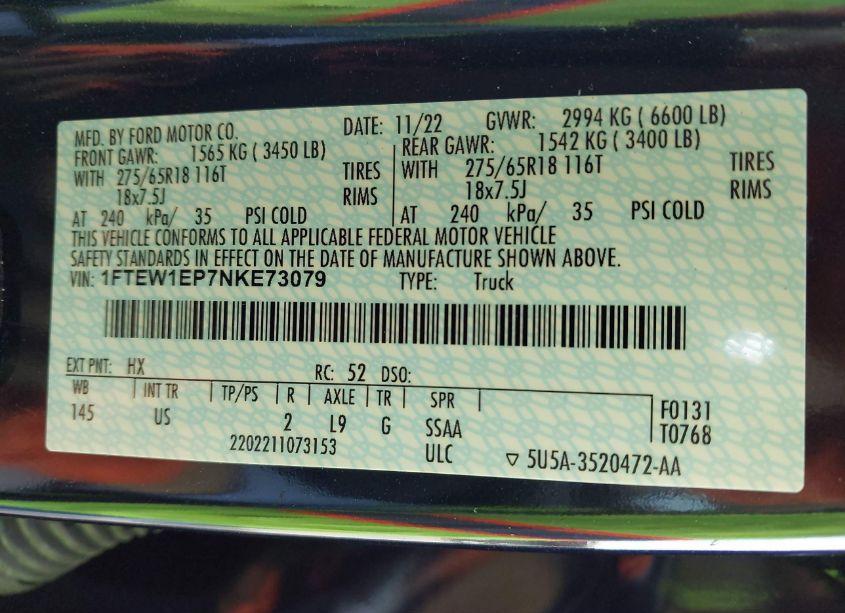 MFD. BY FORD MOTOR CO. DATE: 11/22 GVWR: 2994 KG ( 6600 LB)
FRONT GAWR: 1565 KG ( 3450 LB) REAR GAWR: 1542 KG ( 3400 LB)
WITH 275/65R18 116T TIRES WITH 275/65R18 116T TIRES
18x7.5J RIMS 18x7.5J RIMS
AT 240 kPa/ 35 PSI COLD AT 240 kPa/ 35 PSI COLD
THIS VEHICLE CONFORMS TO ALL APPLICABLE FEDERAL MOTOR VEHICLE
SAFETY STANDARDS IN EFFECT ON THE DATE OF MANUFACTURE SHOWN ABOVE.
VIN: 1FTEW1EP7NKE73079 TYPE: Truck
EXT PNT: HX RC: 52 DSO:
WB INT TR TP/PS R AXLE TR SPR
145 US 2 L9 G SSAA
F0131
T0768
2202211073153 ULC ▽ 5U5A-3520472-AA